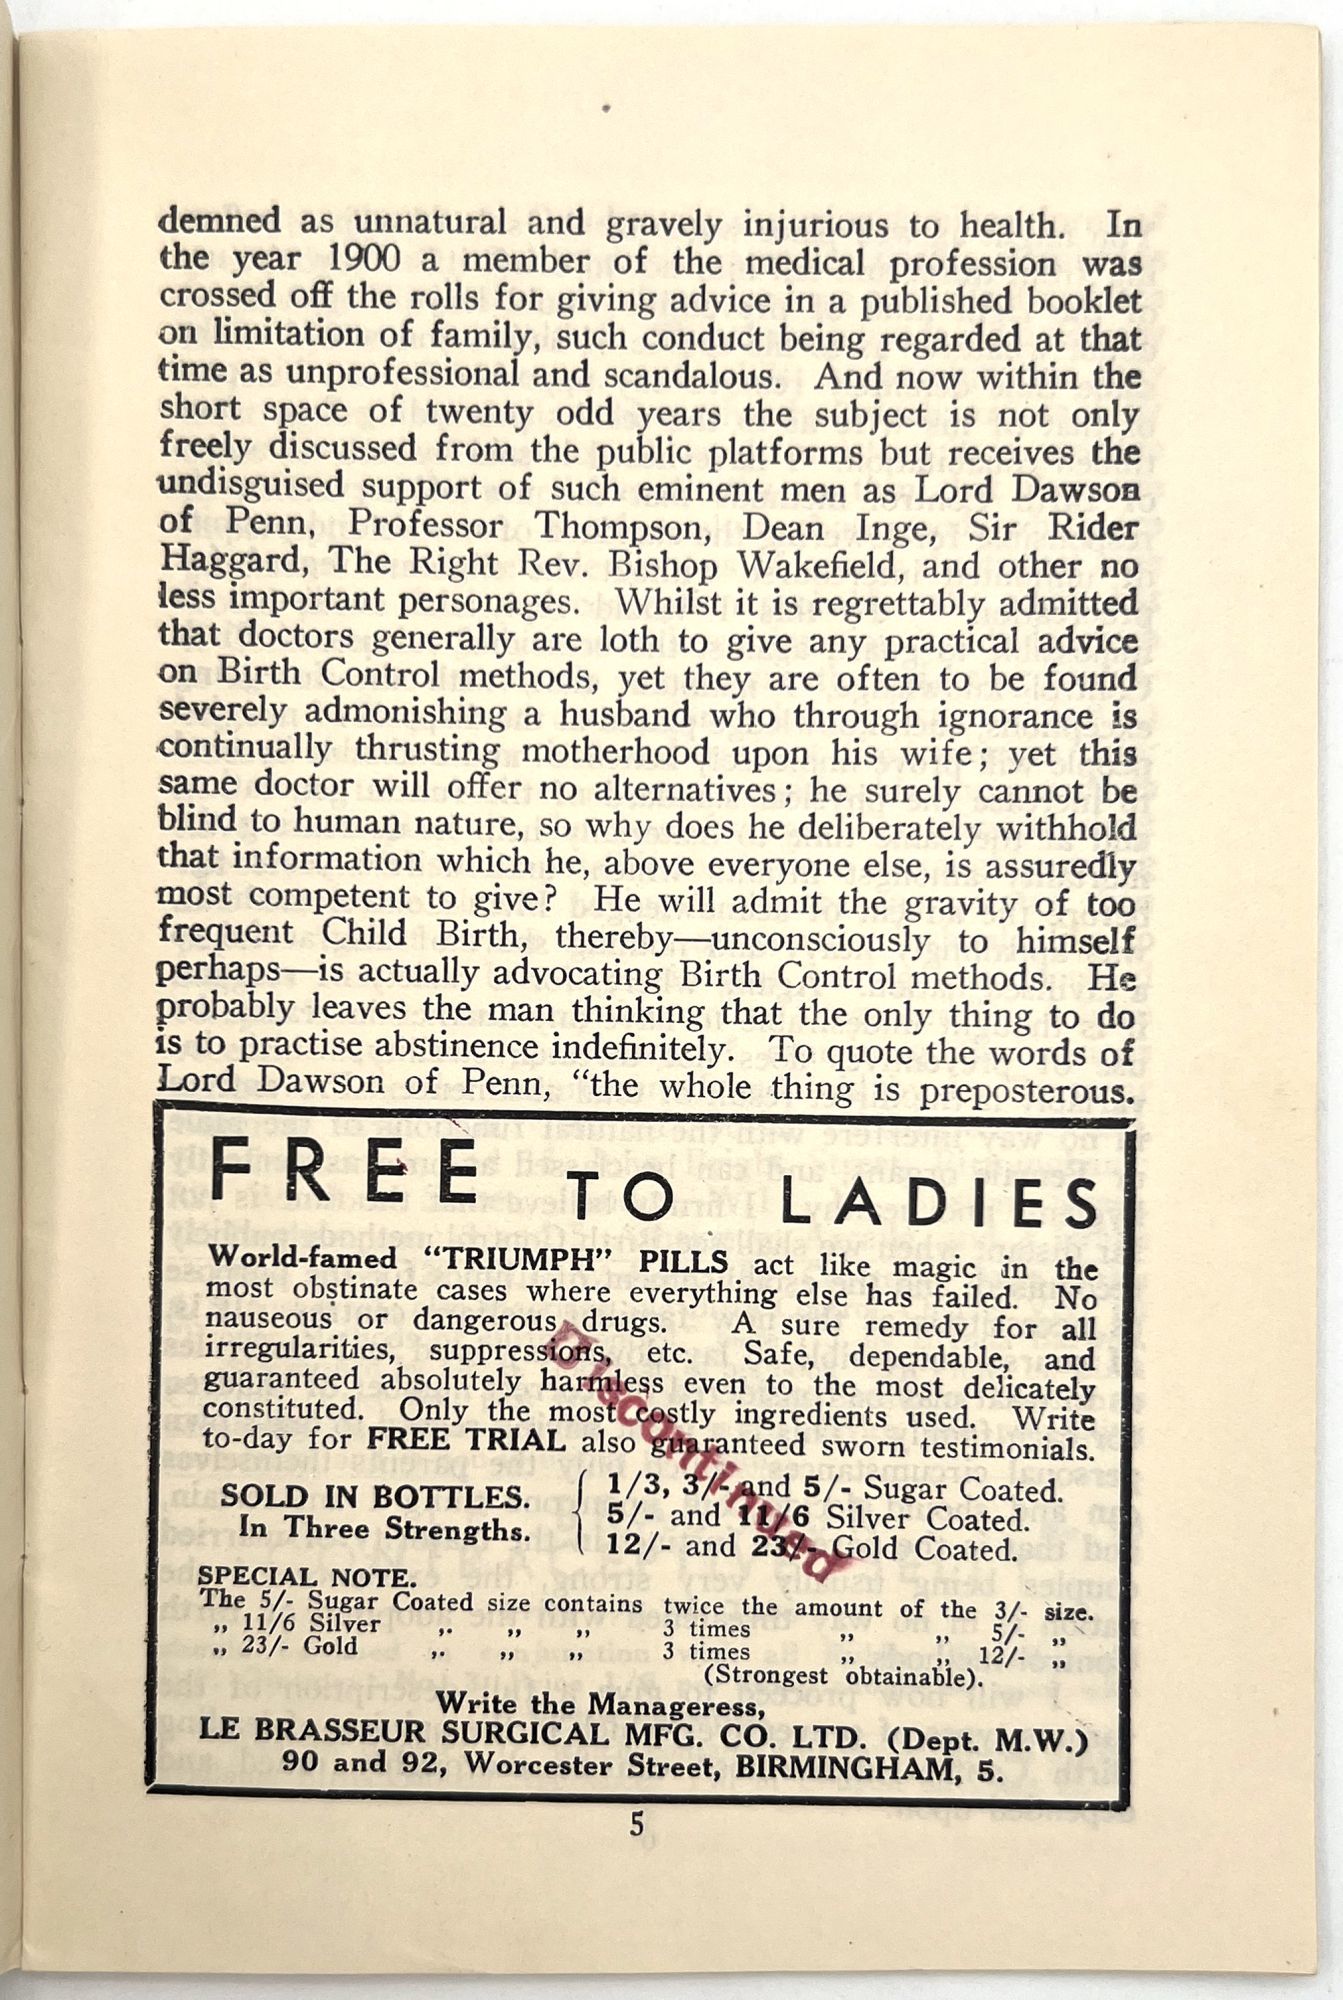 demned as unnatural and gravely injurious to health. In
the year 1900 a member of the medical profession was
crossed off the rolls for giving advice in a published booklet
on limitation of family, such conduct being regarded at that
time as unprofessional and scandalous. And now within the
short space of twenty odd years the subject is not only
freely discussed from the public platforms but receives the
undisguised support of such eminent men as Lord Dawson
of Penn, Professor Thompson, Dean Inge, Sir Rider
Haggard, The Right Rev. Bishop Wakefield, and other no
less important personages. Whilst it is regrettably admitted
that doctors generally are loth to give any practical advice
on Birth Control methods, yet they are often to be found
severely admonishing a husband who through ignorance is
continually thrusting motherhood upon his wife; yet this
same doctor will offer no alternatives; he surely cannot be
blind to human nature, so why does he deliberately withhold
that information which he, above everyone else, is assuredly
most competent to give? He will admit the gravity of too
frequent Child Birth, thereby—unconsciously to himself
perhaps—is actually advocating Birth Control methods. He
probably leaves the man thinking that the only thing to do
is to practise abstinence indefinitely. To quote the words of
Lord Dawson of Penn, "the whole thing is preposterous.
FREE TO LADIES
World-famed "TRIUMPH" PILLS act like magic in the
most obstinate cases where everything else has failed. No
nauseous or dangerous drugs. A sure remedy for all
irregularities, suppressions, etc. Safe, dependable, and
guaranteed absolutely harmless even to the most delicately
constituted. Only the most costly ingredients used. Write
to-day for FREE TRIAL also guaranteed sworn testimonials.
Discontinued
SOLD IN BOTTLES.
In Three Strengths.
1/3, 3/- and 5/- Sugar Coated.
5/- and 11/6 Silver Coated.
12/- and 23/- Gold Coated.
SPECIAL NOTE.
The 5/- Sugar Coated size contains twice the amount of the 3/- size.
„ 11/6 Silver „ „ „ 3 times „ „ 5/- „
„ 23/- Gold „ „ „ 3 times „ „ 12/- „
(Strongest obtainable).
Write the Manageress,
LE BRASSEUR SURGICAL MFG. CO. LTD. (Dept. M.W.)
90 and 92, Worcester Street, BIRMINGHAM, 5.
5